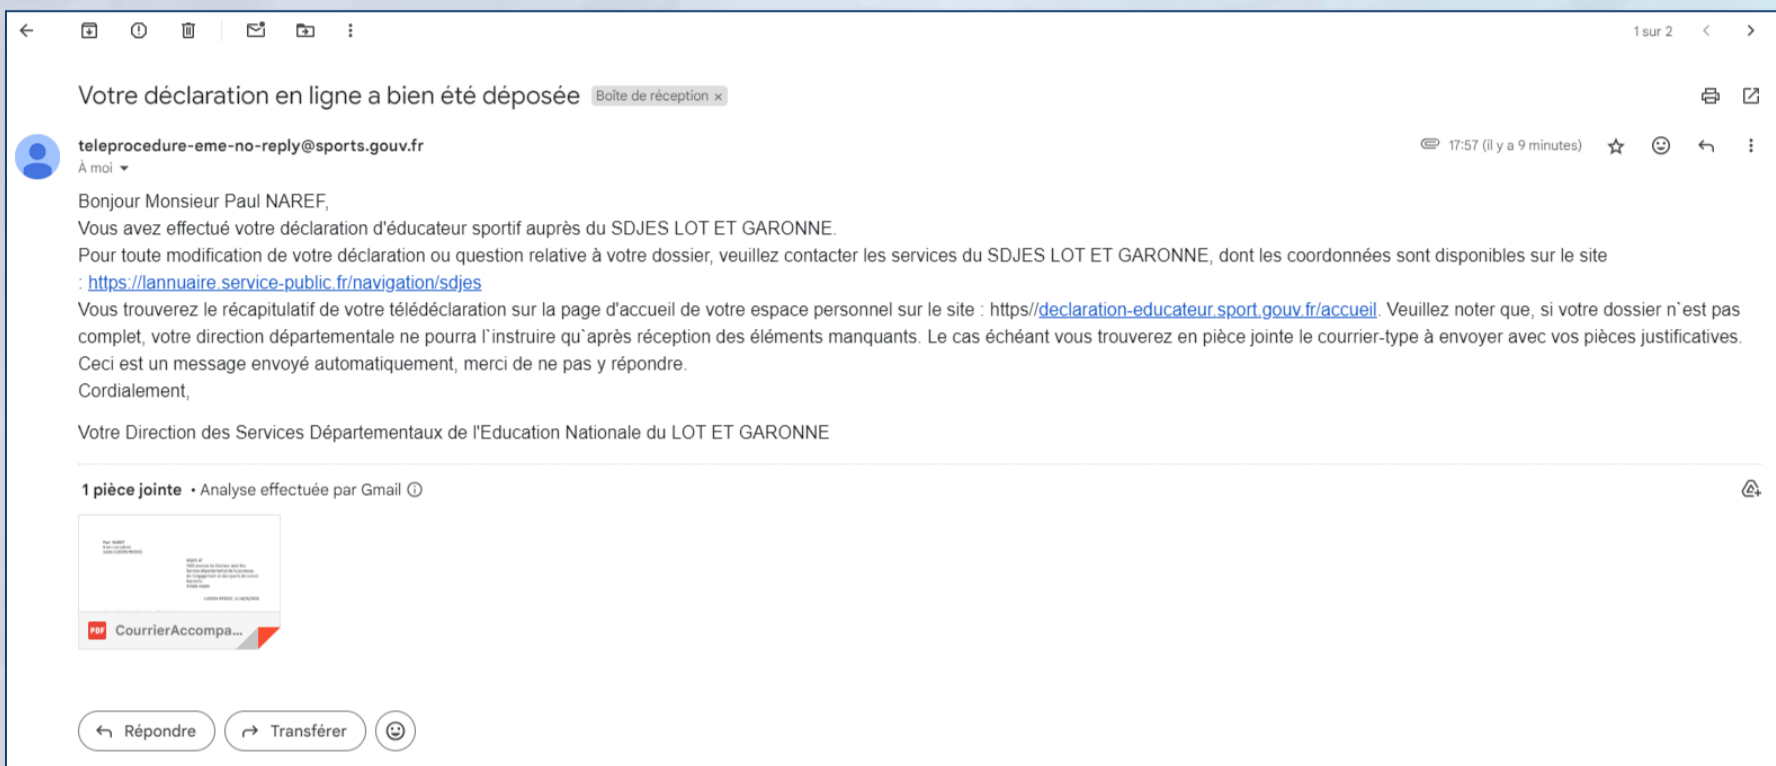 1 sur 2
Votre déclaration en ligne a bien été déposée Boîte de réception ×
teleprocedure-eme-no-reply@sports.gouv.fr
17:57 (il y a 9 minutes)
À moi
Bonjour Monsieur Paul NAREF,
Vous avez effectué votre déclaration d'éducateur sportif auprès du SDJES LOT ET GARONNE.
Pour toute modification de votre déclaration ou question relative à votre dossier, veuillez contacter les services du SDJES LOT ET GARONNE, dont les coordonnées sont disponibles sur le site
: https://lannuaire.service-public.fr/navigation/sdjes
Vous trouverez le récapitulatif de votre télédéclaration sur la page d'accueil de votre espace personnel sur le site : https//declaration-educateur.sport.gouv.fr/accueil. Veuillez noter que, si votre dossier n`est pas
complet, votre direction départementale ne pourra l`instruire qu`après réception des éléments manquants. Le cas échéant vous trouverez en pièce jointe le courrier-type à envoyer avec vos pièces justificatives.
Ceci est un message envoyé automatiquement, merci de ne pas y répondre.
Cordialement,
Votre Direction des Services Départementaux de l'Education Nationale du LOT ET GARONNE
1 pièce jointe • Analyse effectuée par Gmail
Paul NAREF
PDF CourrierAccompa...
Répondre
Transférer